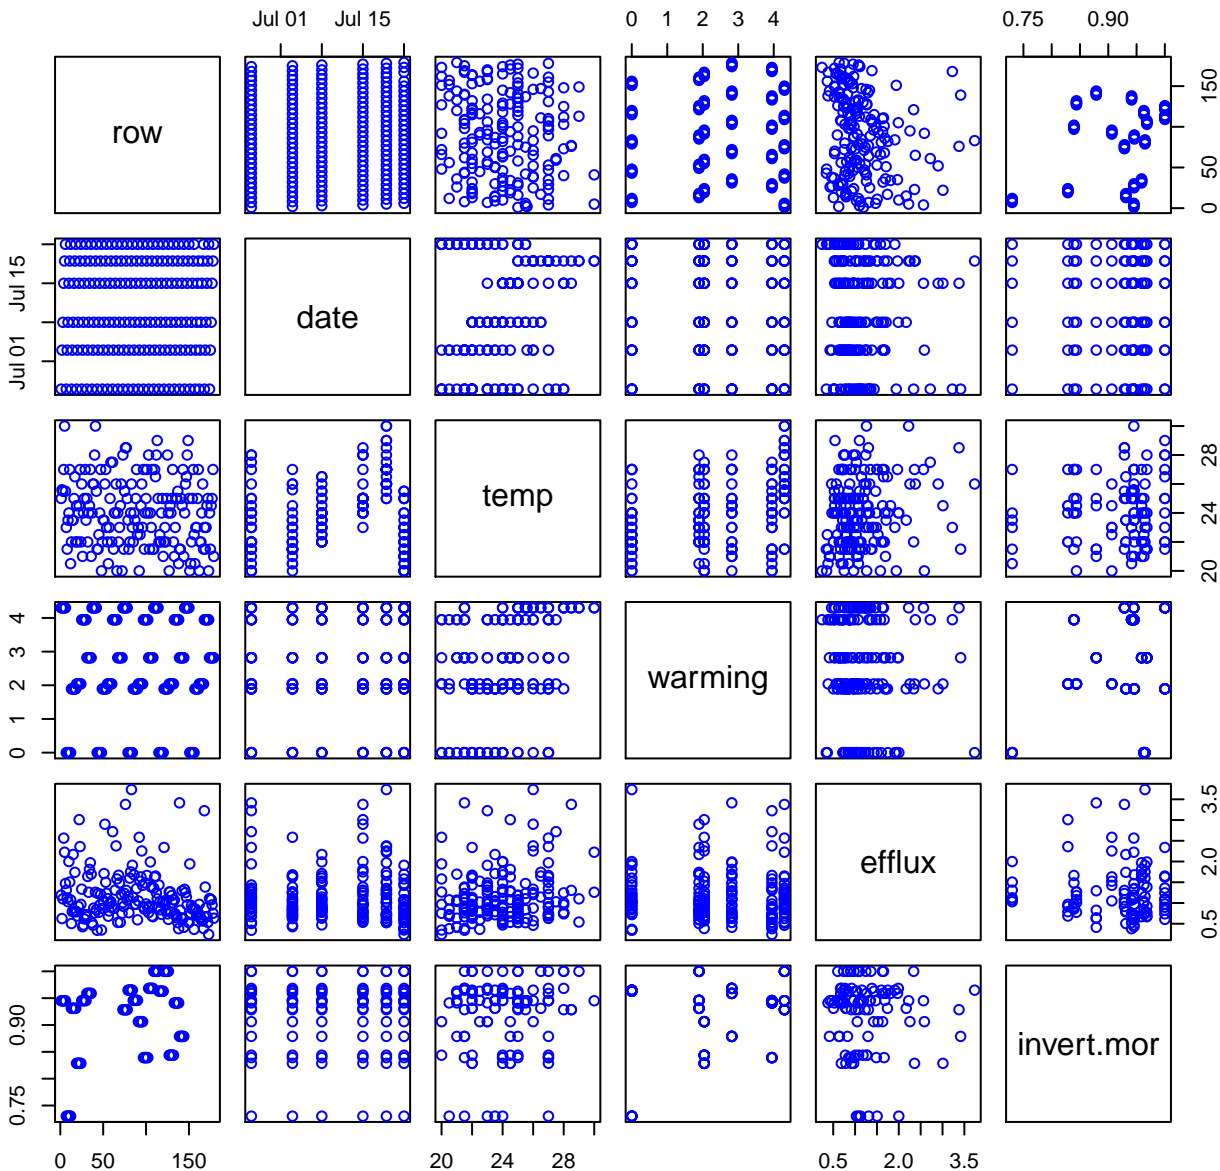 Jul 01 Jul 15 0 1 2 3 4 0.75 0.90
row 0 50 150
Jul 01 Jul 15 date
temp 20 24 28
0 1 2 3 4 warming
efflux 0.5 2.0 3.5
0.75 0.90 invert.mor
0 50 150 20 24 28 0.5 2.0 3.5